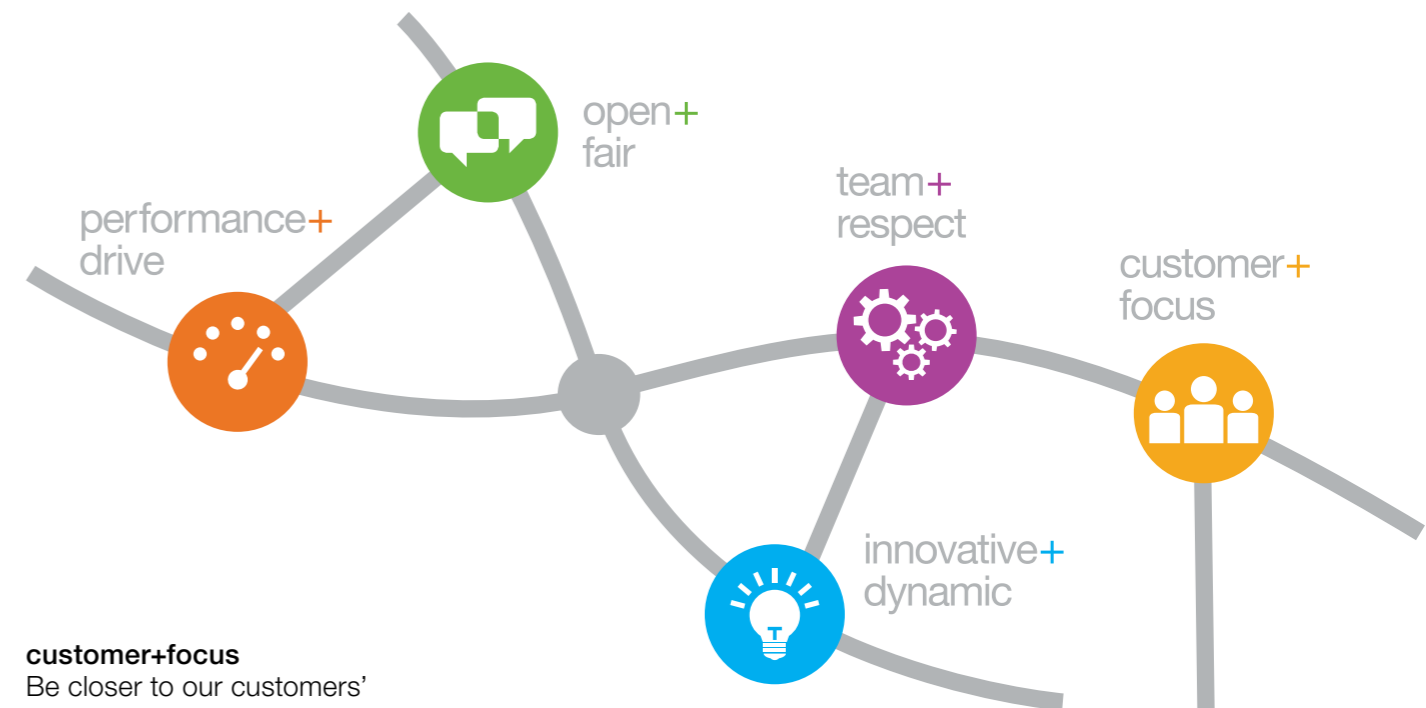 open+
fair
team+
respect
performance+
drive
customer+
focus
innovative+
dynamic
customer+focus
Be closer to our customers’